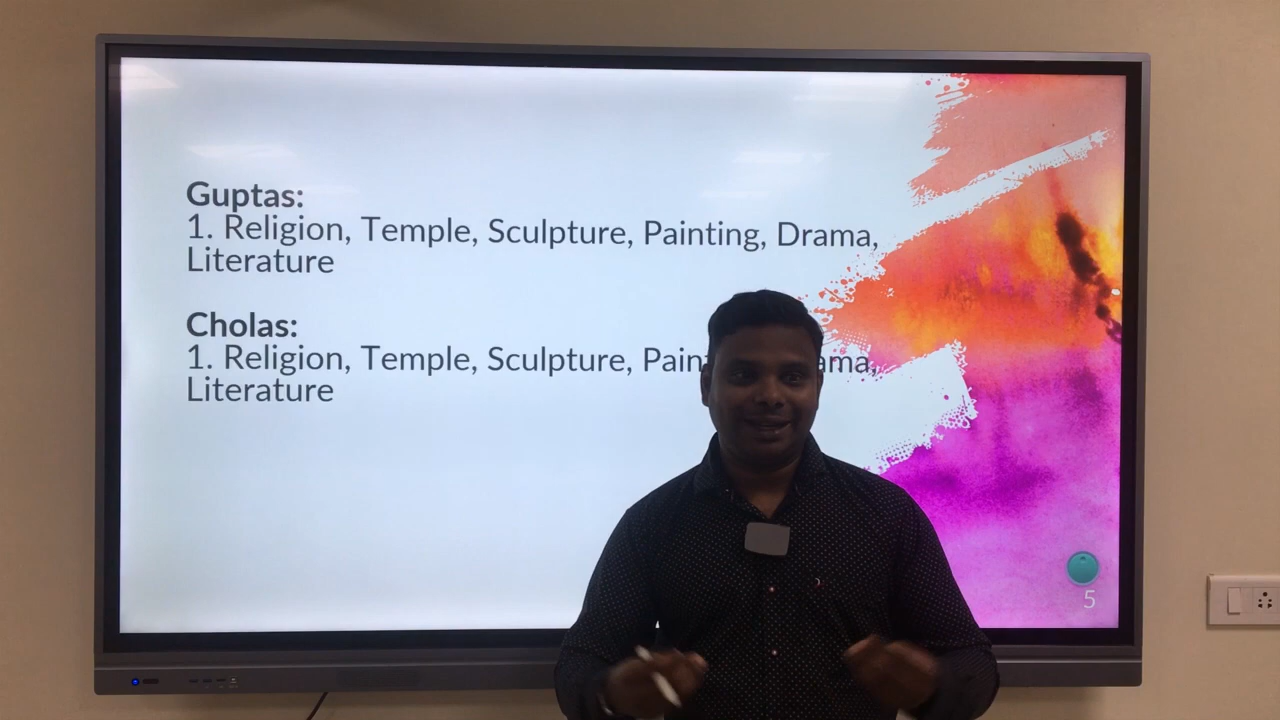 Guptas:
1. Religion, Temple, Sculpture, Painting, Drama,
Literature
Cholas:
1. Religion, Temple, Sculpture,
Literature
5